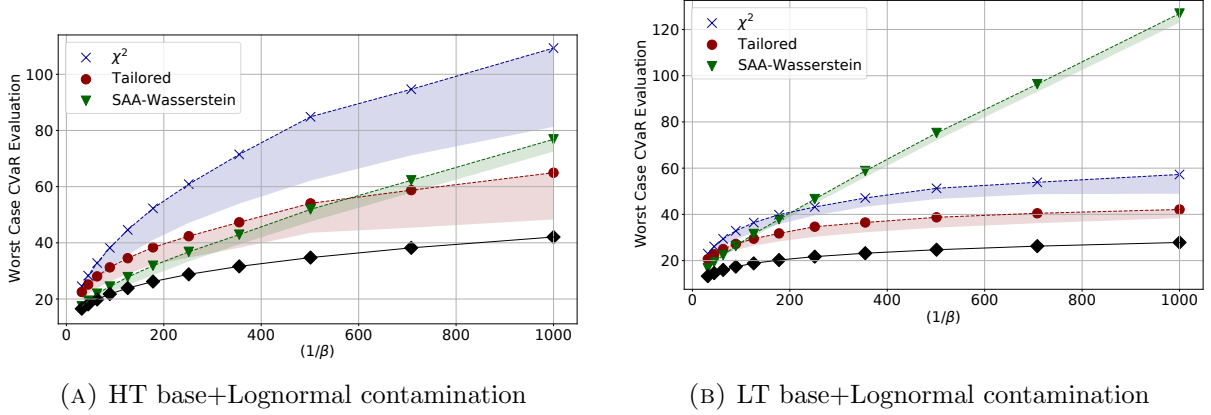 χ²
Tailored
SAA-Wasserstein
Worst Case CVaR Evaluation
100
80
60
40
20
0
200
400
600
800
1000
(1/β)
(A) HT base+Lognormal contamination
χ²
Tailored
SAA-Wasserstein
Worst Case CVaR Evaluation
120
100
80
60
40
20
0
200
400
600
800
1000
(1/β)
(B) LT base+Lognormal contamination